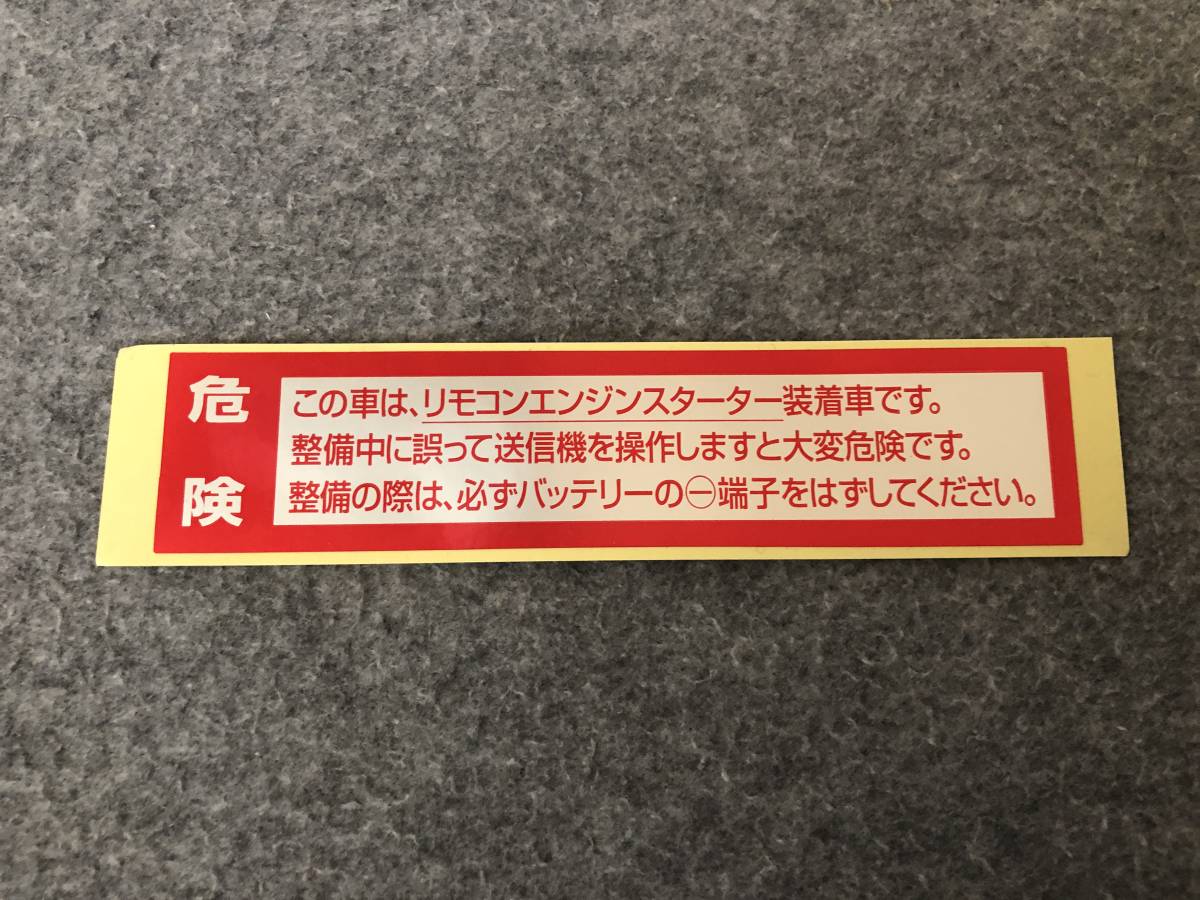 危険
この車は、リモコンエンジンスターター装着車です。
整備中に誤って送信機を操作しますと大変危険です。
整備の際は、必ずバッテリーの㊀端子をはずしてください。